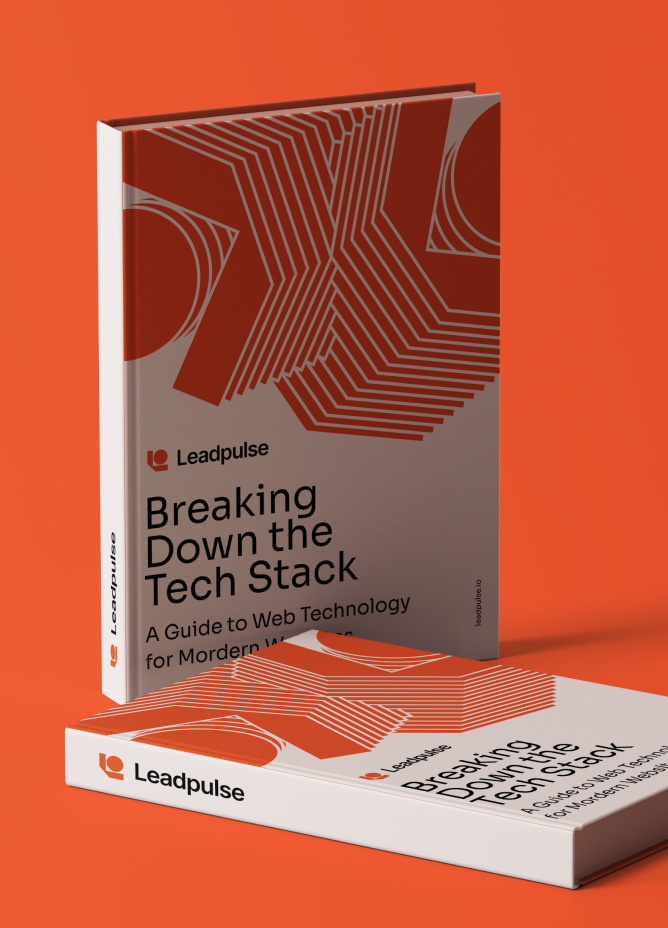 Leadpulse
Breaking
Down the
Tech Stack
A Guide to Web Technology
for Mordern
leadpulse.io
Leadpulse
Leadpulse
Breaking
Down the
Tech Stack
A Guide to Web
for Mordern
Leadpulse